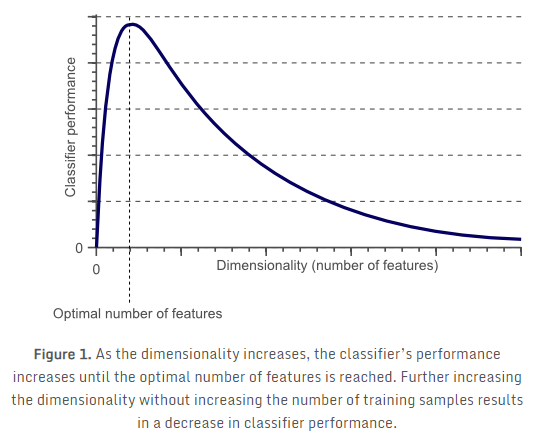 Classifier performance
0
0
Dimensionality (number of features)
Optimal number of features
Figure 1. As the dimensionality increases, the classifier’s performance
increases until the optimal number of features is reached. Further increasing
the dimensionality without increasing the number of training samples results
in a decrease in classifier performance.